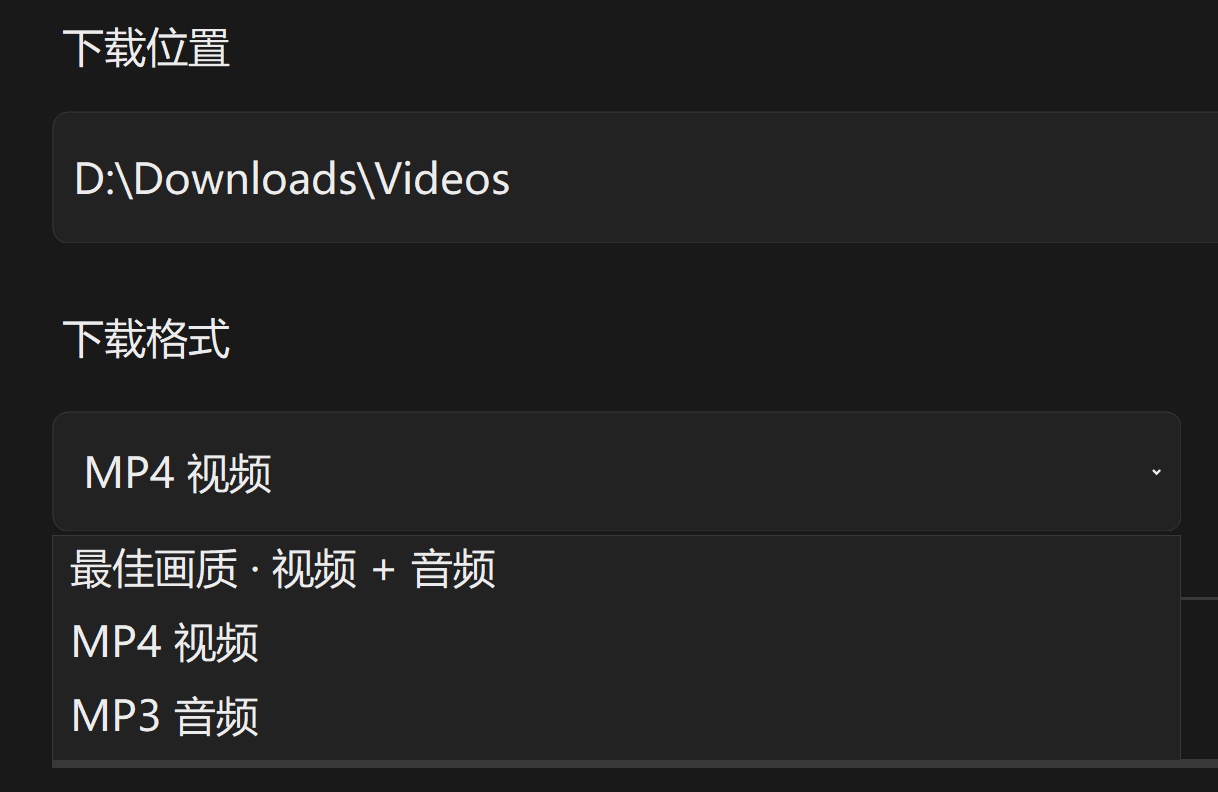 下载位置
D:\Downloads\Videos
下载格式
MP4 视频
最佳画质 · 视频 + 音频
MP4 视频
MP3 音频